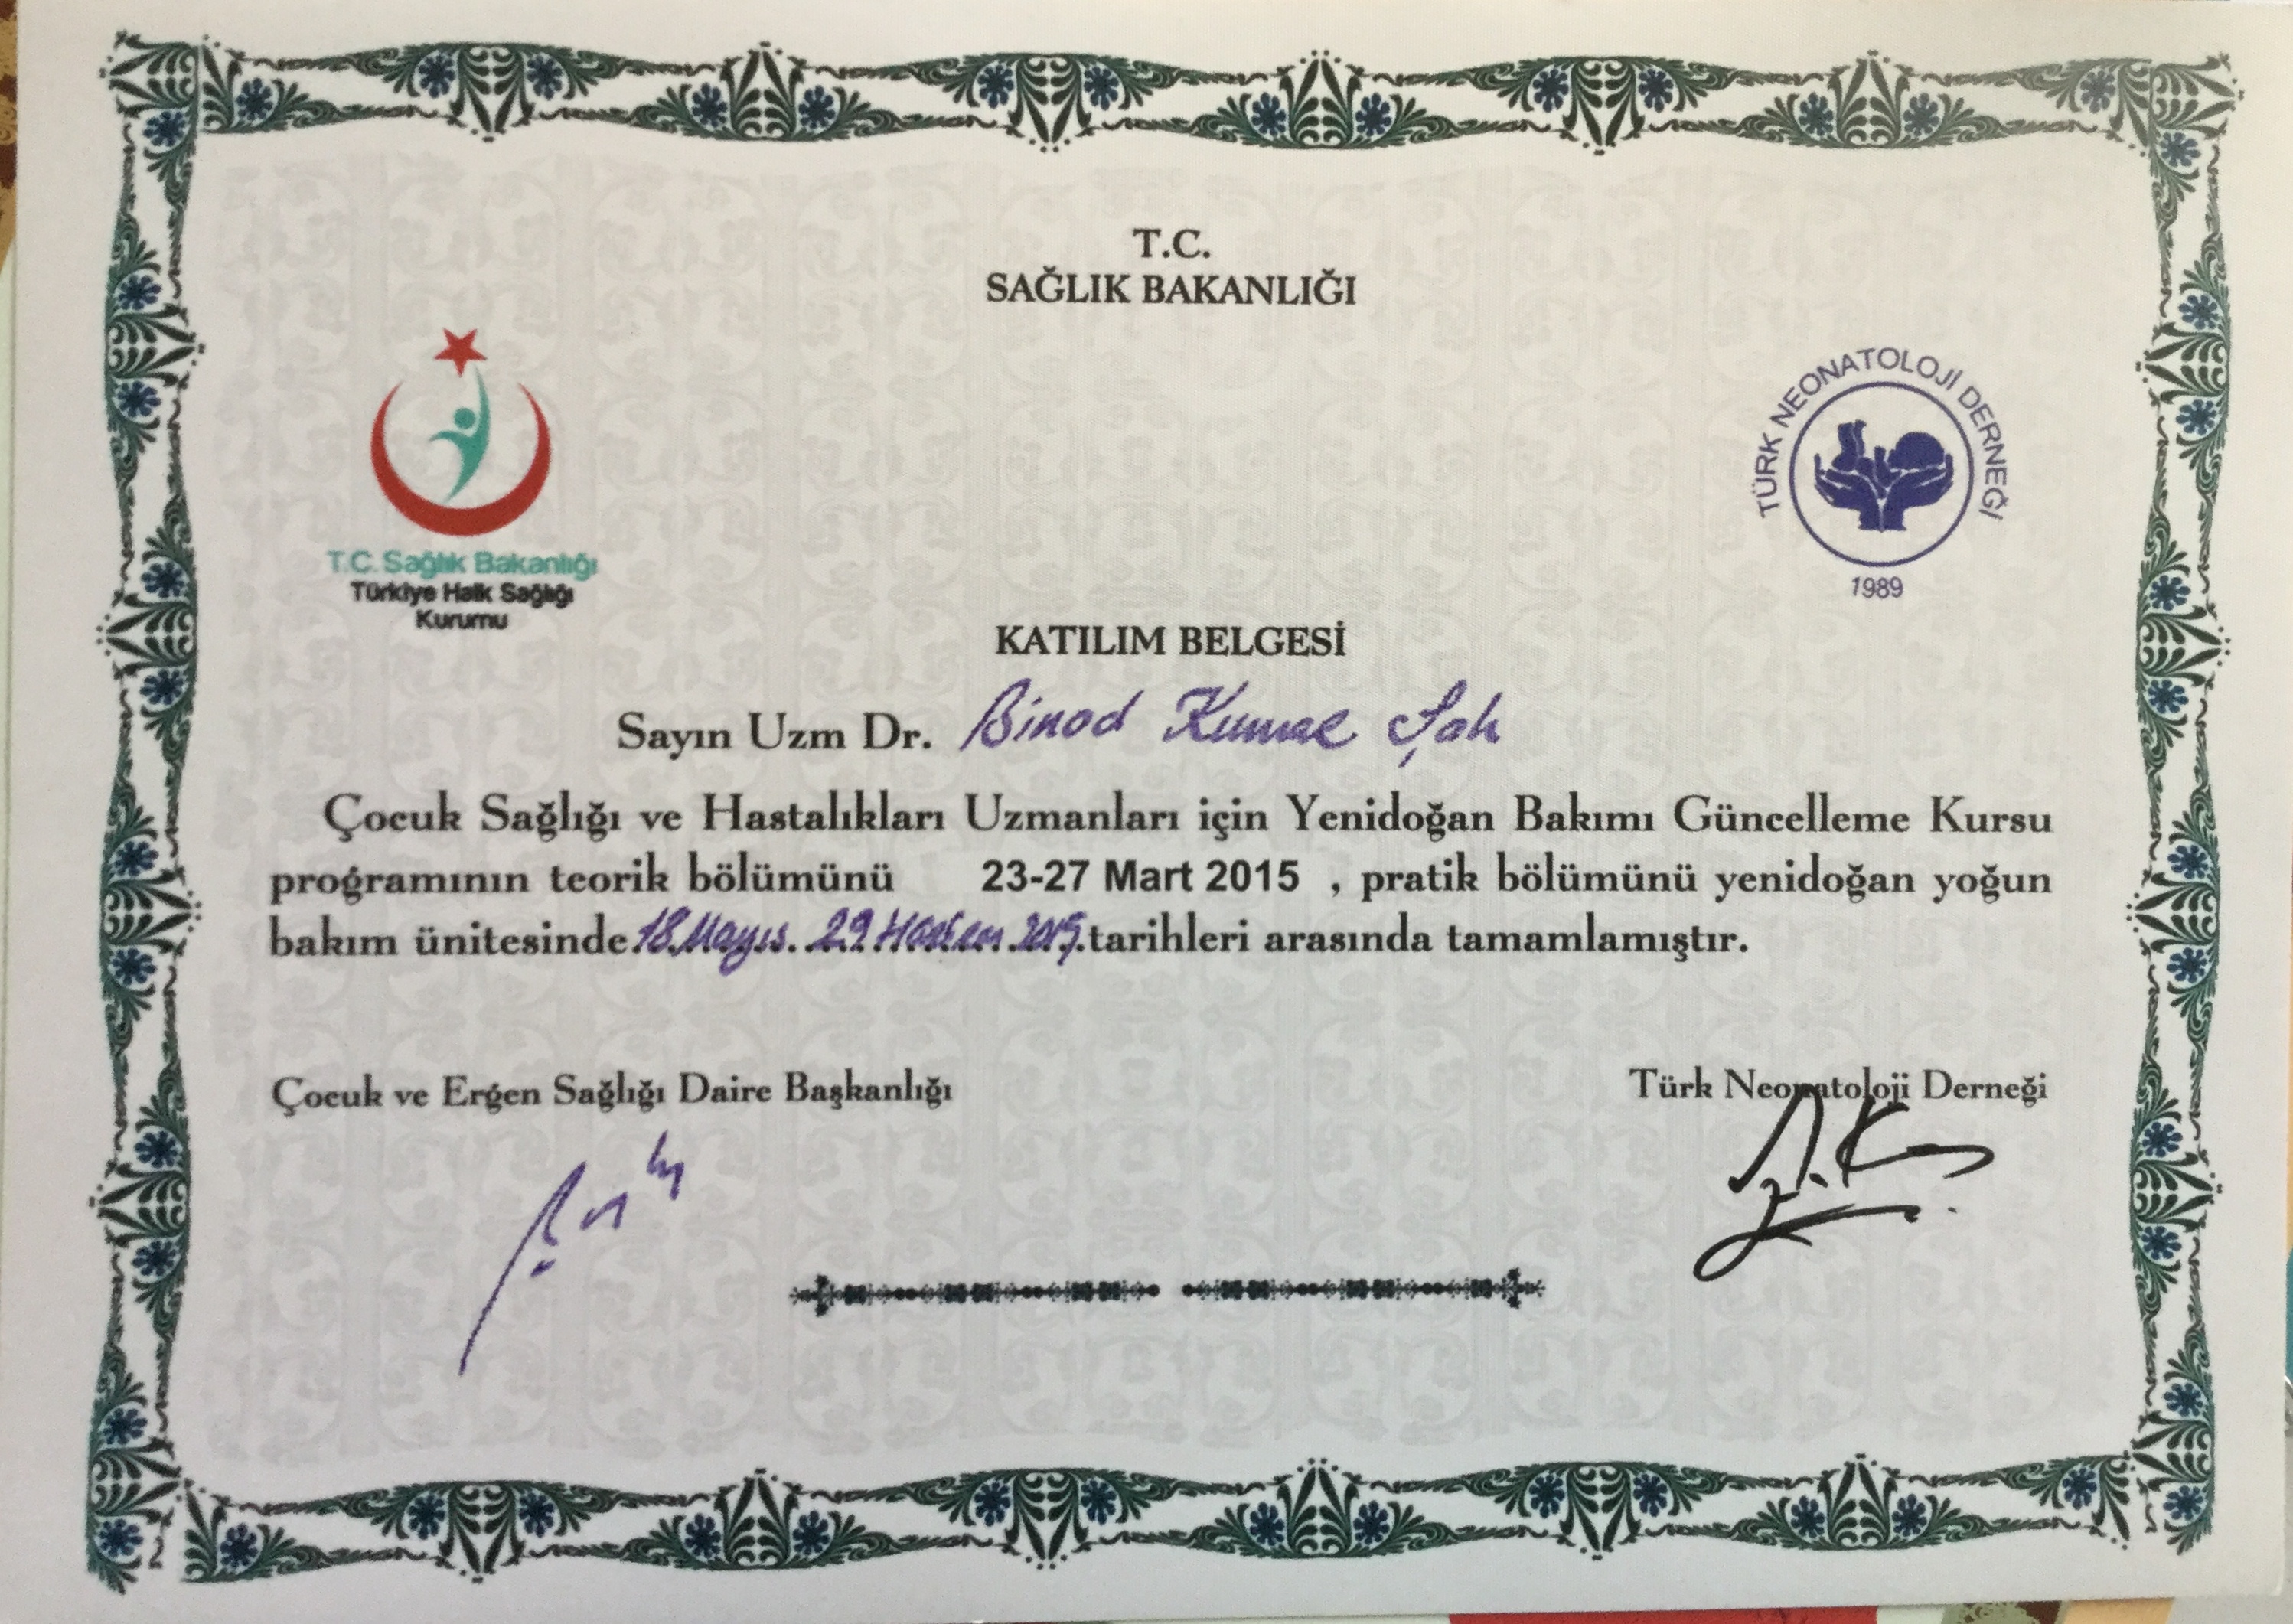 T.C.
SAĞLIK BAKANLIĞI
T.C. Sağlık Bakanlığı
Türkiye Halk Sağlığı
Kurumu
TÜRK NEONATOLOJİ DERNEĞİ
1989
KATILIM BELGESİ
Sayın Uzm Dr. Binod Kumar Şah
Çocuk Sağlığı ve Hastalıkları Uzmanları için Yenidoğan Bakımı Güncelleme Kursu
programının teorik bölümünü 23-27 Mart 2015 , pratik bölümünü yenidoğan yoğun
bakım ünitesinde 18 Mayıs. 29 Haziran tarihleri arasında tamamlamıştır.
Çocuk ve Ergen Sağlığı Daire Başkanlığı
Türk Neonatoloji Derneği